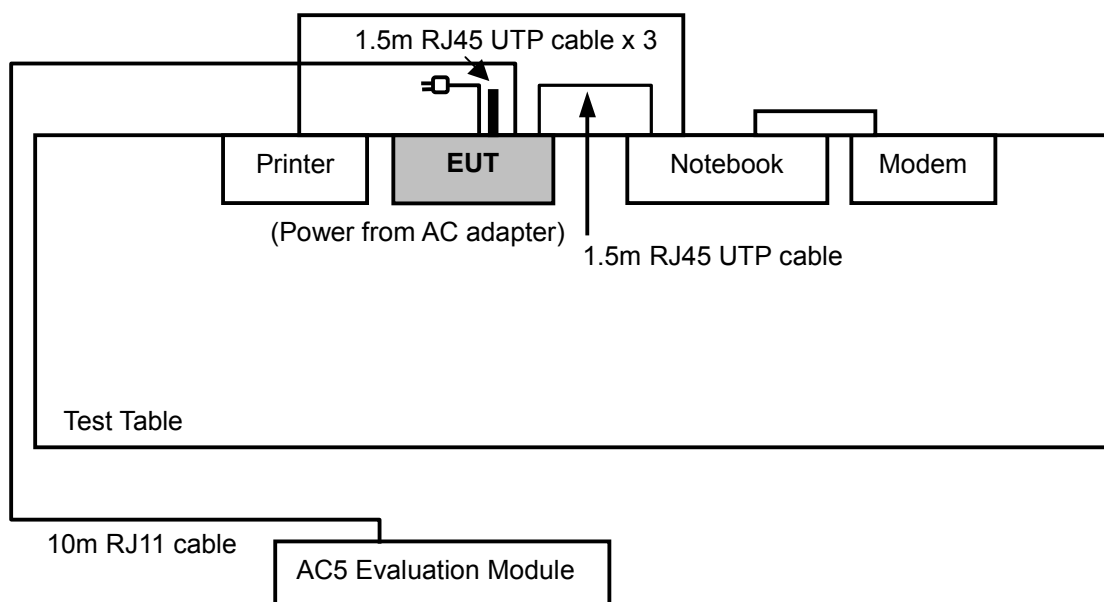 1.5m RJ45 UTP cable x 3
Printer
EUT
Notebook
Modem
(Power from AC adapter)
1.5m RJ45 UTP cable
Test Table
10m RJ11 cable
AC5 Evaluation Module